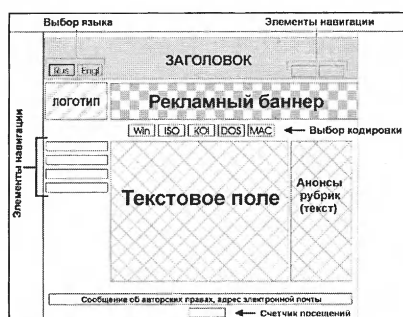 Выбор языка
Элементы навигации
ЗАГОЛОВОК
Rus Engl
ЛОГОТИП
Рекламный баннер
Win ISO KOI DOS MAC
Выбор кодировки
Элементы навигации
Текстовое поле
Анонсы
рубрик
(текст)
Сообщение об авторских правах, адрес электронной почты
Счетчик посещений